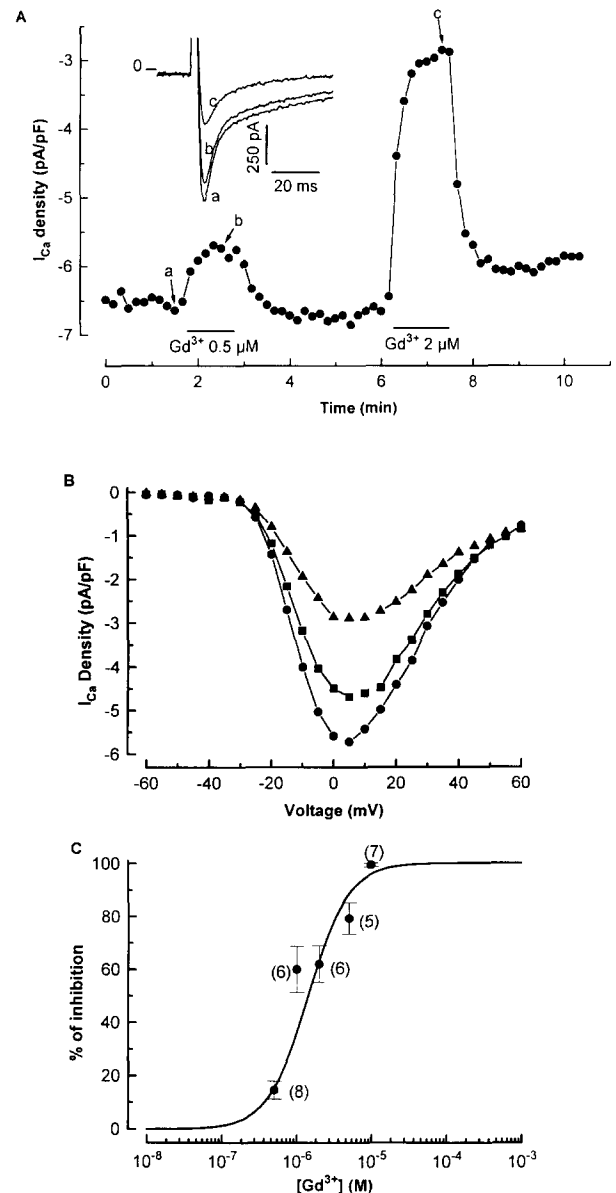 A
I_Ca density (pA/pF)
-3
-4
-5
-6
-7
0
a
b
c
250 pA
20 ms
a
b
c
Gd³⁺ 0.5 µM
Gd³⁺ 2 µM
0 2 4 6 8 10
Time (min)
B
I_Ca Density (pA/pF)
0
-1
-2
-3
-4
-5
-6
-60 -40 -20 0 20 40 60
Voltage (mV)
C
% of inhibition
100
80
60
40
20
0
(7)
(5)
(6)
(6)
(8)
10⁻⁸ 10⁻⁷ 10⁻⁶ 10⁻⁵ 10⁻⁴ 10⁻³
[Gd³⁺] (M)